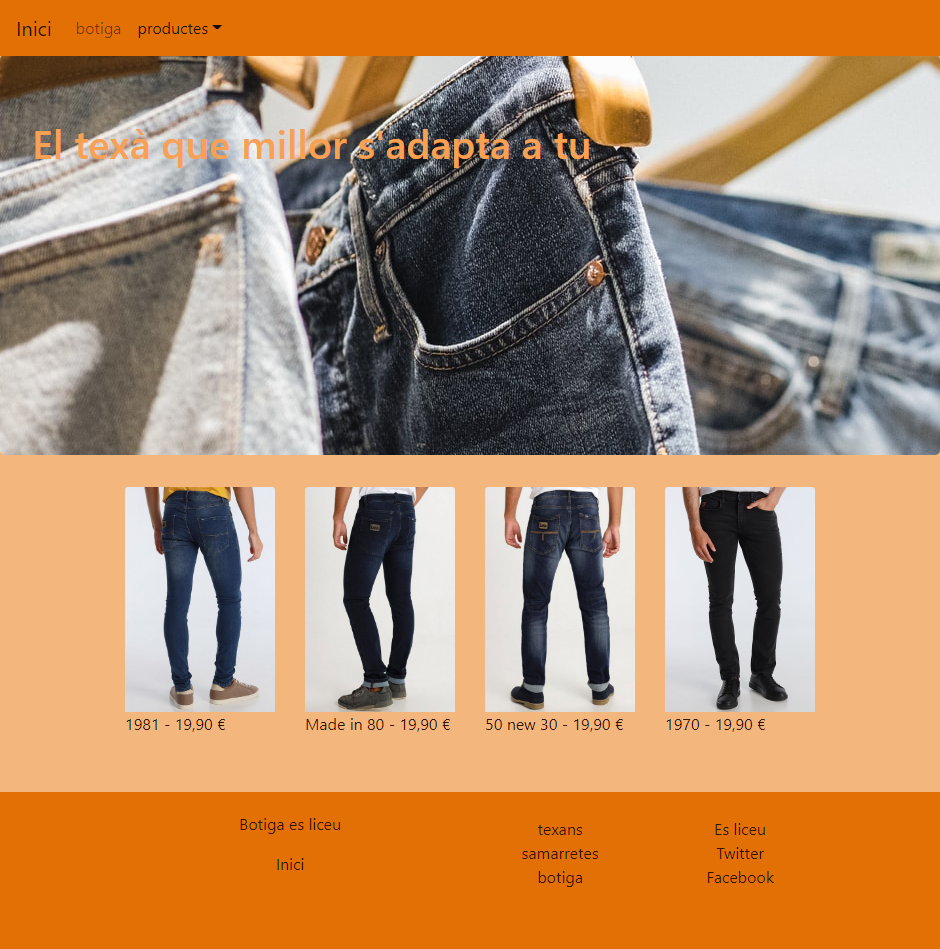 Inici botiga productes
El texà que millor s'adapta a tu
1981 - 19,90 €
Made in 80 - 19,90 €
50 new 30 - 19,90 €
1970 - 19,90 €
Botiga es liceu
Inici
texans
samarretes
botiga
Es liceu
Twitter
Facebook